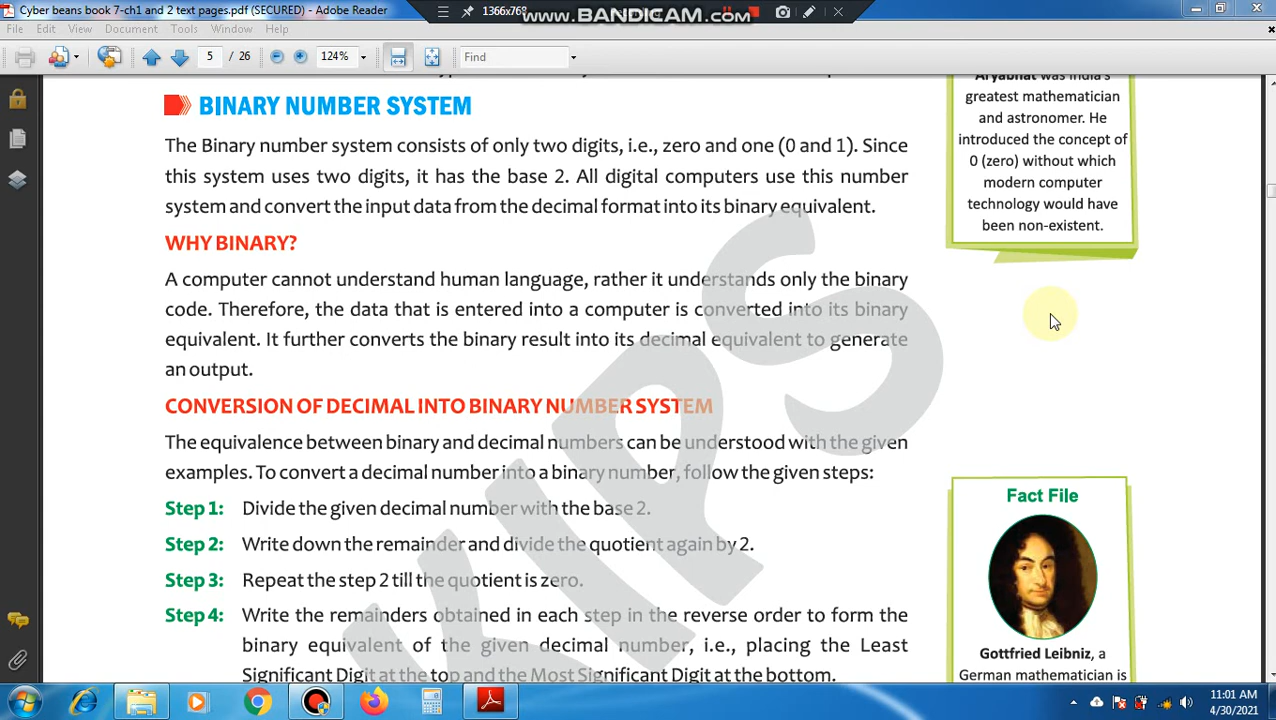 Cyber beans book 7-ch1 and 2 text pages.pdf (SECURED) - Adobe Reader
1366x768
www.BANDICAM.com
File Edit View Document Tools Window Help
5 / 26 124% Find
BINARY NUMBER SYSTEM
The Binary number system consists of only two digits, i.e., zero and one (0 and 1). Since
this system uses two digits, it has the base 2. All digital computers use this number
system and convert the input data from the decimal format into its binary equivalent.
WHY BINARY?
A computer cannot understand human language, rather it understands only the binary
code. Therefore, the data that is entered into a computer is converted into its binary
equivalent. It further converts the binary result into its decimal equivalent to generate
an output.
CONVERSION OF DECIMAL INTO BINARY NUMBER SYSTEM
The equivalence between binary and decimal numbers can be understood with the given
examples. To convert a decimal number into a binary number, follow the given steps:
Step 1: Divide the given decimal number with the base 2.
Step 2: Write down the remainder and divide the quotient again by 2.
Step 3: Repeat the step 2 till the quotient is zero.
Step 4: Write the remainders obtained in each step in the reverse order to form the
binary equivalent of the given decimal number, i.e., placing the Least
Significant Digit at the top and the Most Significant Digit at the bottom.
KIPS
Aryabhat was India's
greatest mathematician
and astronomer. He
introduced the concept of
0 (zero) without which
modern computer
technology would have
been non-existent.
Fact File
Gottfried Leibniz, a
German mathematician is
11:01 AM
4/30/2021